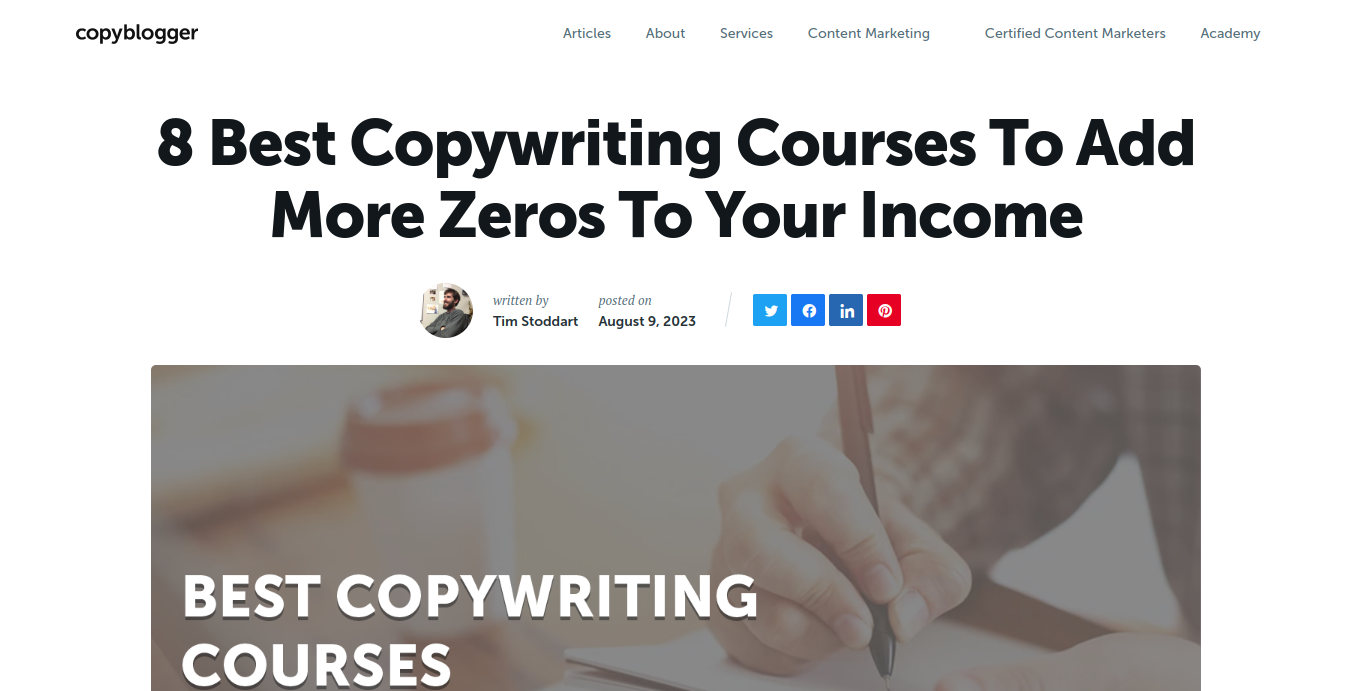 copyblogger
Articles About Services Content Marketing Certified Content Marketers Academy
8 Best Copywriting Courses To Add
More Zeros To Your Income
written by posted on
Tim Stoddart August 9, 2023
BEST COPYWRITING
COURSES